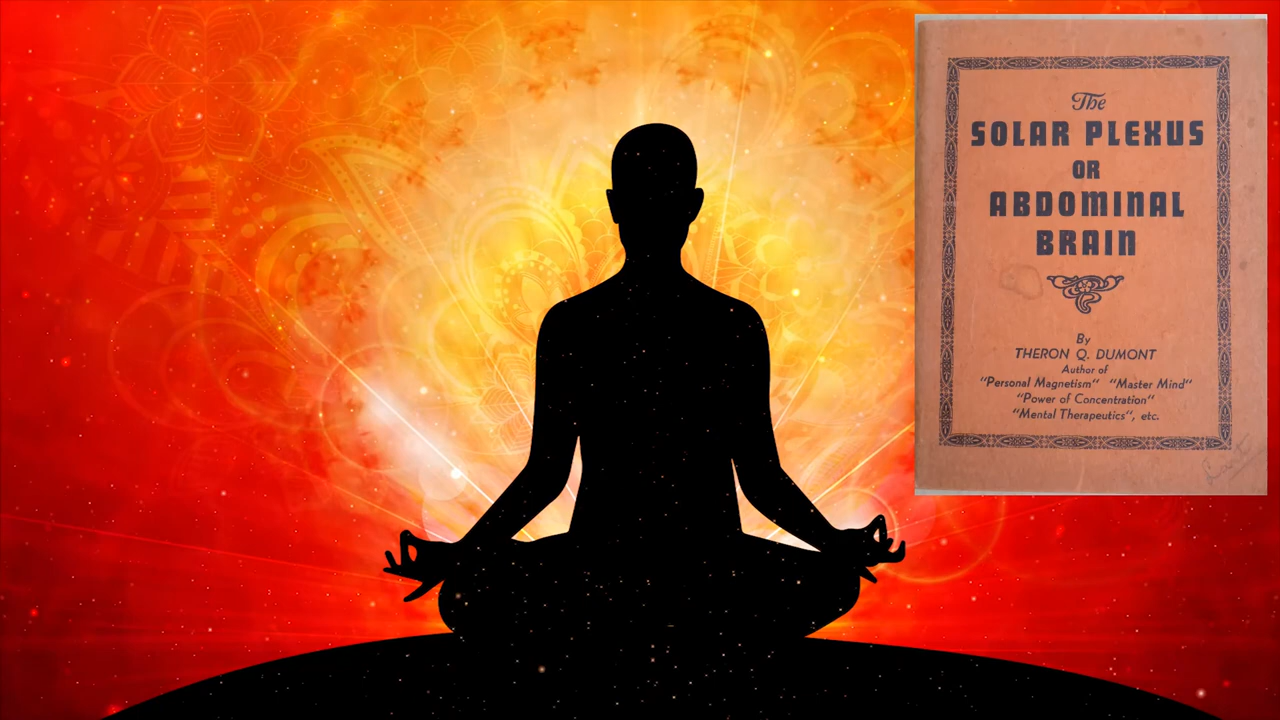 The
SOLAR PLEXUS
OR
ABDOMINAL
BRAIN
By
THERON Q. DUMONT
Author of
"Personal Magnetism" "Master Mind"
"Power of Concentration"
"Mental Therapeutics", etc.